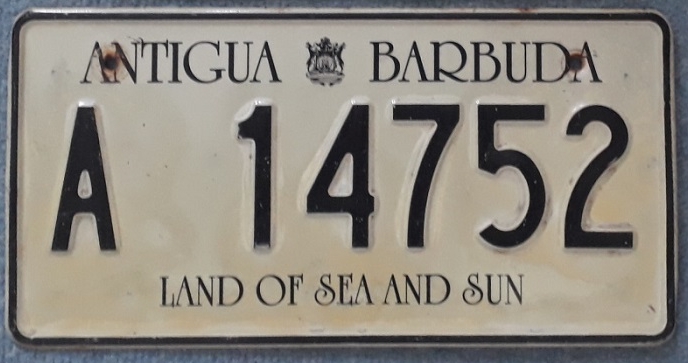 ANTIGUA BARBUDA
A 14752
LAND OF SEA AND SUN